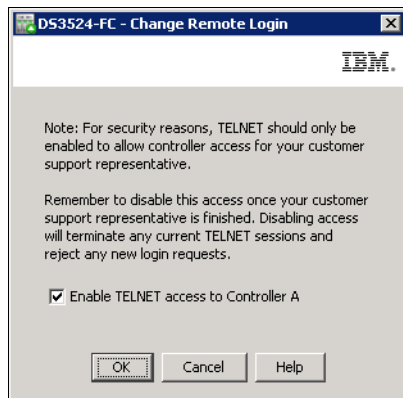 DS3524-FC - Change Remote Login
IBM.
Note: For security reasons, TELNET should only be
enabled to allow controller access for your customer
support representative.
Remember to disable this access once your customer
support representative is finished. Disabling access
will terminate any current TELNET sessions and
reject any new login requests.
Enable TELNET access to Controller A
OK Cancel Help